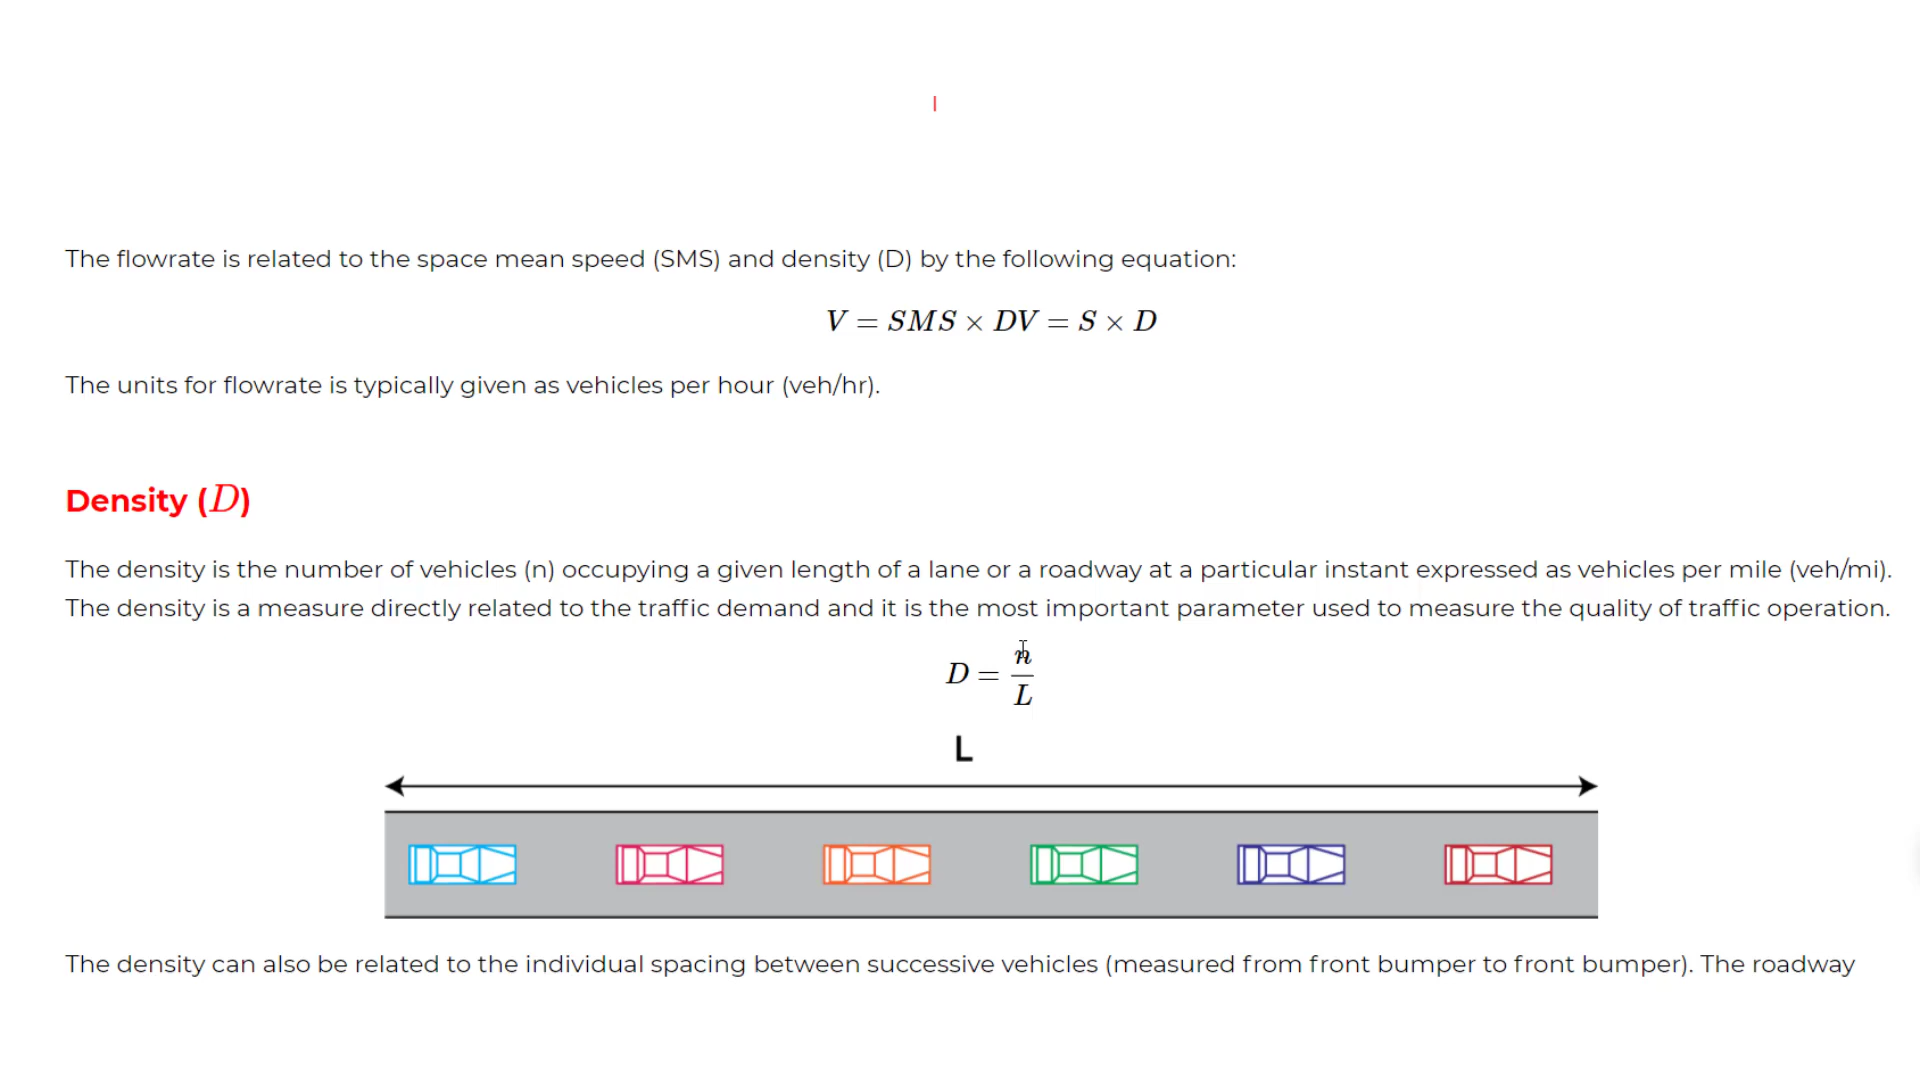 The flowrate is related to the space mean speed (SMS) and density (D) by the following equation:
V = SMS × DV = S × D
The units for flowrate is typically given as vehicles per hour (veh/hr).
Density (D)
The density is the number of vehicles (n) occupying a given length of a lane or a roadway at a particular instant expressed as vehicles per mile (veh/mi).
The density is a measure directly related to the traffic demand and it is the most important parameter used to measure the quality of traffic operation.
D = n/L
L
The density can also be related to the individual spacing between successive vehicles (measured from front bumper to front bumper). The roadway